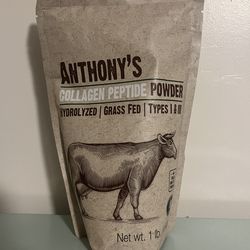 ANTHONY'S
COLLAGEN PEPTIDE POWDER
HYDROLYZED | GRASS FED | TYPES I & III
Net wt. 1 lb